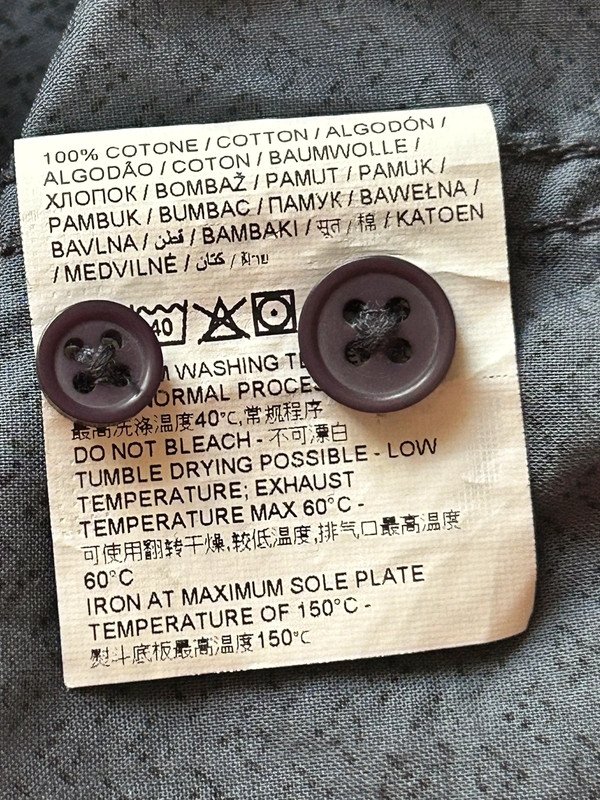 100% COTONE / COTTON / ALGODÓN /
ALGODÃO / COTON / BAUMWOLLE /
ХЛОПОК / BOMBAŽ / PAMUT / PAMUK /
PAMBUK / BUMBAC / ПАМУК / BAWEŁNA /
BAVLNA / قطن / BAMBAKI / सूत / 棉 / KATOEN
/ MEDVILNĖ / كتان /
40
WASHING
NORMAL
最高洗涤温度40℃,常规程序
DO NOT BLEACH - 不可漂白
TUMBLE DRYING POSSIBLE - LOW
TEMPERATURE; EXHAUST
TEMPERATURE MAX 60°C -
可使用翻转干燥,较低温度,排气口最高温度
60°C
IRON AT MAXIMUM SOLE PLATE
TEMPERATURE OF 150°C -
熨斗底板最高温度150℃